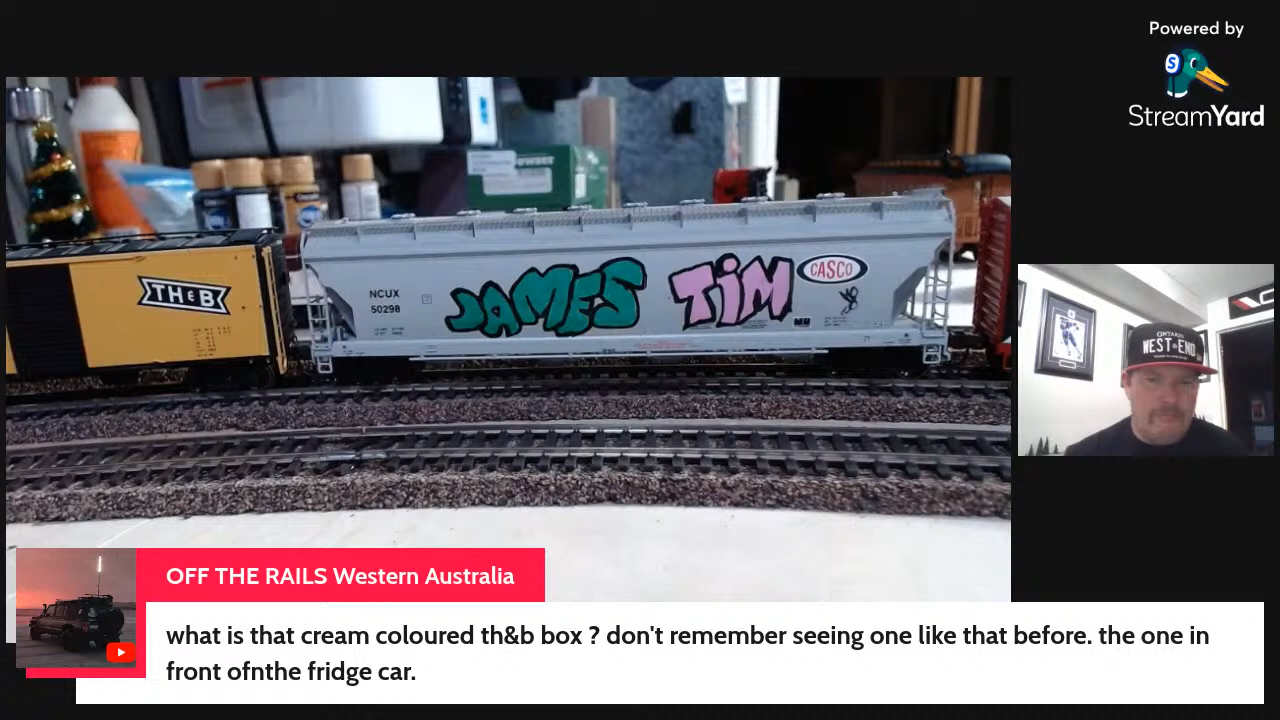 Powered by
S
StreamYard
TH&B
NCUX
50298
JAMES TIM
CASCO
ONTARIO
WEST-END
OFF THE RAILS Western Australia
what is that cream coloured th&b box ? don't remember seeing one like that before. the one in
front ofnthe fridge car.